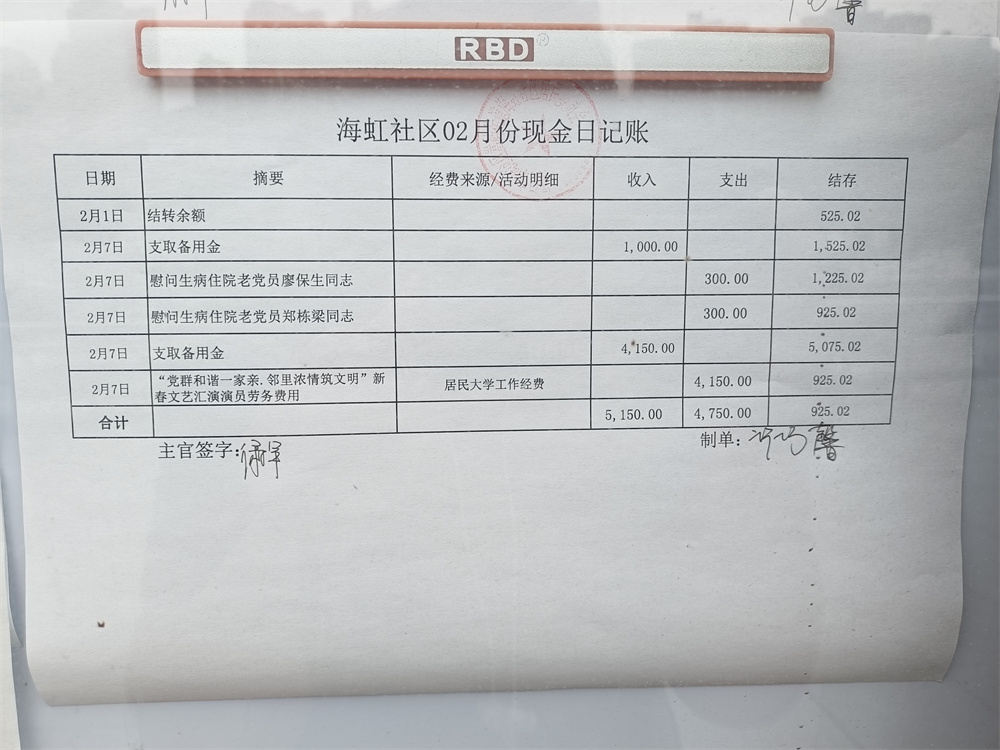 RBD®
海虹社区02月份现金日记账
日期 摘要 经费来源/活动明细 收入 支出 结存
2月1日 结转余额 525.02
2月7日 支取备用金 1,000.00 1,525.02
2月7日 慰问生病住院老党员廖保生同志 300.00 1,225.02
2月7日 慰问生病住院老党员郑栋梁同志 300.00 925.02
2月7日 支取备用金 4,150.00 5,075.02
2月7日 “党群和谐一家亲.邻里浓情筑文明”新 居民大学工作经费 4,150.00 925.02
春文艺汇演演员劳务费用
合计 5,150.00 4,750.00 925.02
主官签字:
制单: